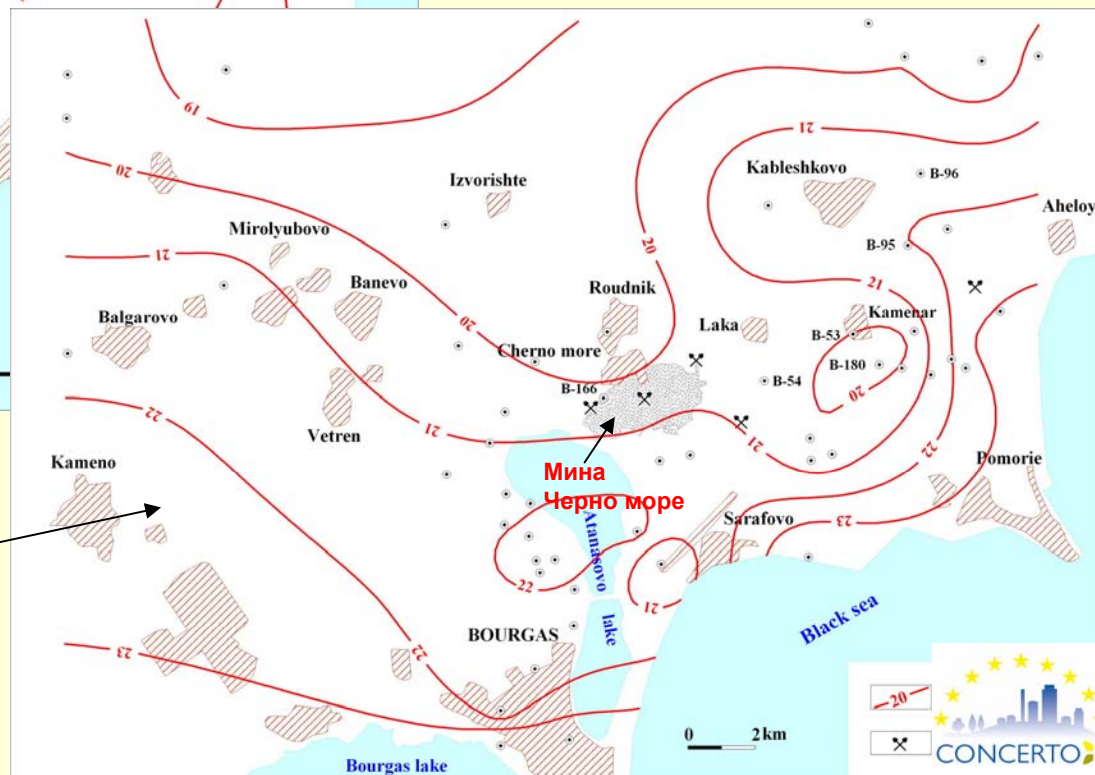 19
21
20
Kableshkovo
B-96
Izvorishte
Aheloy
Mirolyubovo
20
21
B-95
Banevo
21
Roudnik
Kamenar
Balgarovo
20
Laka
B-53
Cherno more
B-180
B-54
B-166
20
22
21
21
Vetren
22
Kameno
Мина
Черно море
Pomorie
Atanasovo
lake
Sarafovo
23
22
21
BOURGAS
Black sea
22
23
20
0 2 km
CONCERTO
Bourgas lake